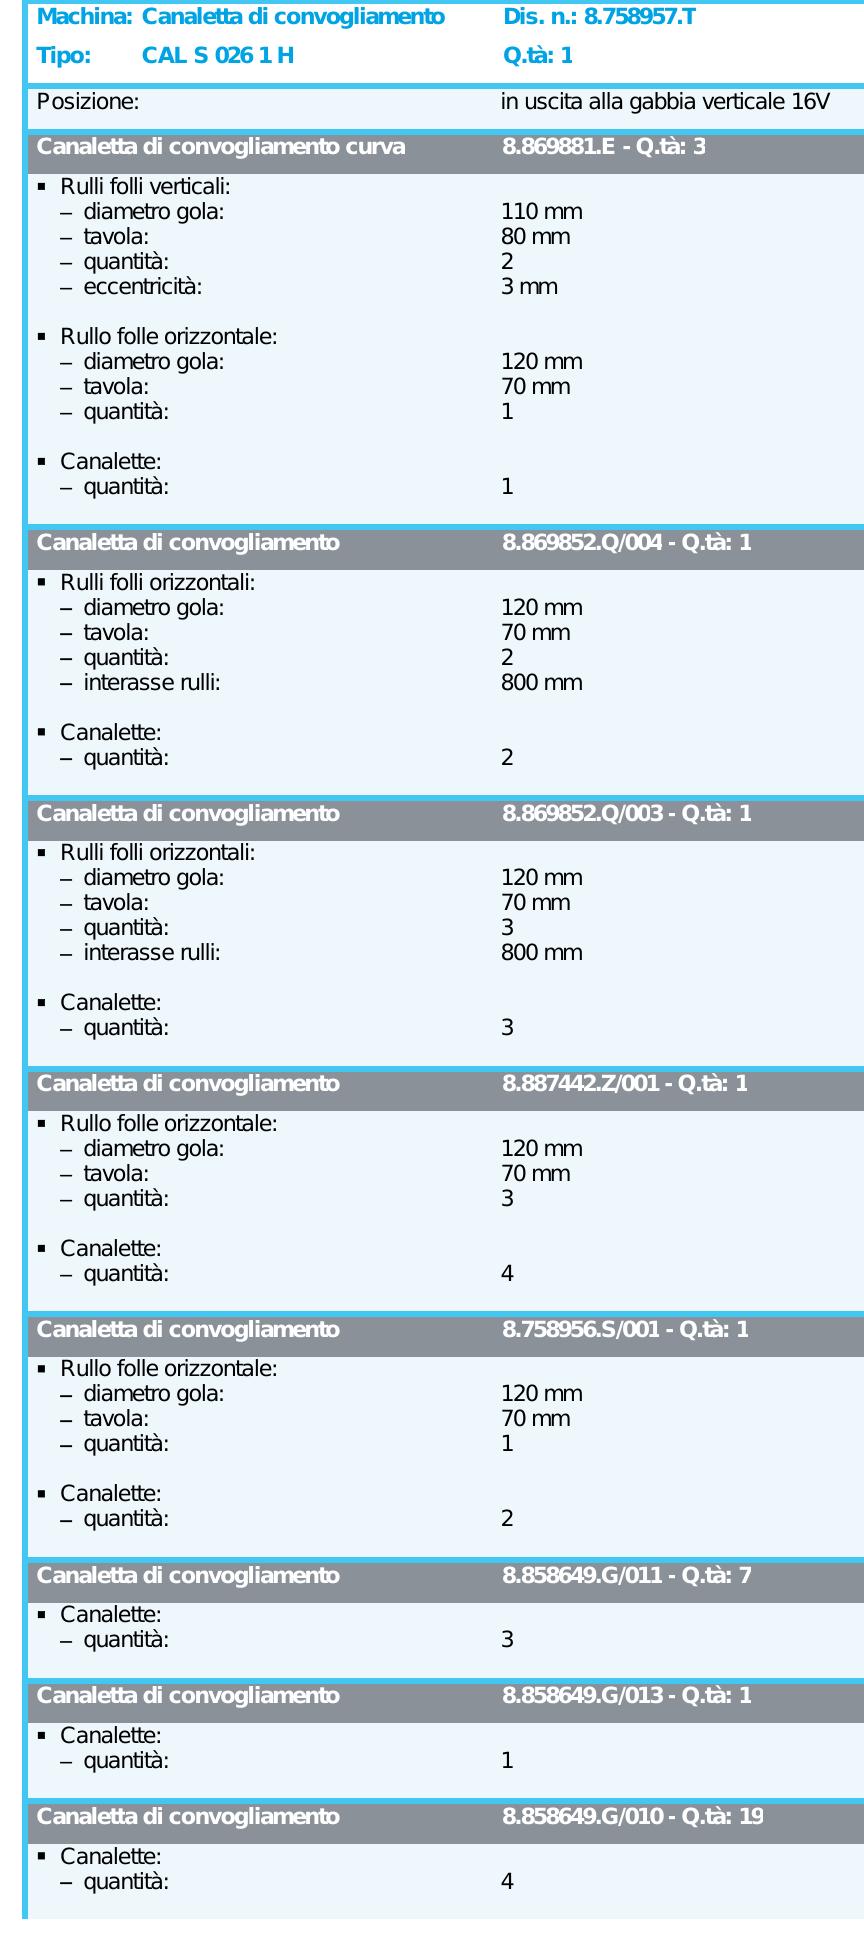 Machina: Canaletta di convogliamento Dis. n.: 8.758957.T
Tipo: CAL S 026 1 H Q.tà: 1
Posizione: in uscita alla gabbia verticale 16V
Canaletta di convogliamento curva 8.869881.E - Q.tà: 3
▪ Rulli folli verticali:
– diametro gola: 110 mm
– tavola: 80 mm
– quantità: 2
– eccentricità: 3 mm
▪ Rullo folle orizzontale:
– diametro gola: 120 mm
– tavola: 70 mm
– quantità: 1
▪ Canalette:
– quantità: 1
Canaletta di convogliamento 8.869852.Q/004 - Q.tà: 1
▪ Rulli folli orizzontali:
– diametro gola: 120 mm
– tavola: 70 mm
– quantità: 2
– interasse rulli: 800 mm
▪ Canalette:
– quantità: 2
Canaletta di convogliamento 8.869852.Q/003 - Q.tà: 1
▪ Rulli folli orizzontali:
– diametro gola: 120 mm
– tavola: 70 mm
– quantità: 3
– interasse rulli: 800 mm
▪ Canalette:
– quantità: 3
Canaletta di convogliamento 8.887442.Z/001 - Q.tà: 1
▪ Rullo folle orizzontale:
– diametro gola: 120 mm
– tavola: 70 mm
– quantità: 3
▪ Canalette:
– quantità: 4
Canaletta di convogliamento 8.758956.S/001 - Q.tà: 1
▪ Rullo folle orizzontale:
– diametro gola: 120 mm
– tavola: 70 mm
– quantità: 1
▪ Canalette:
– quantità: 2
Canaletta di convogliamento 8.858649.G/011 - Q.tà: 7
▪ Canalette:
– quantità: 3
Canaletta di convogliamento 8.858649.G/013 - Q.tà: 1
▪ Canalette:
– quantità: 1
Canaletta di convogliamento 8.858649.G/010 - Q.tà: 19
▪ Canalette:
– quantità: 4